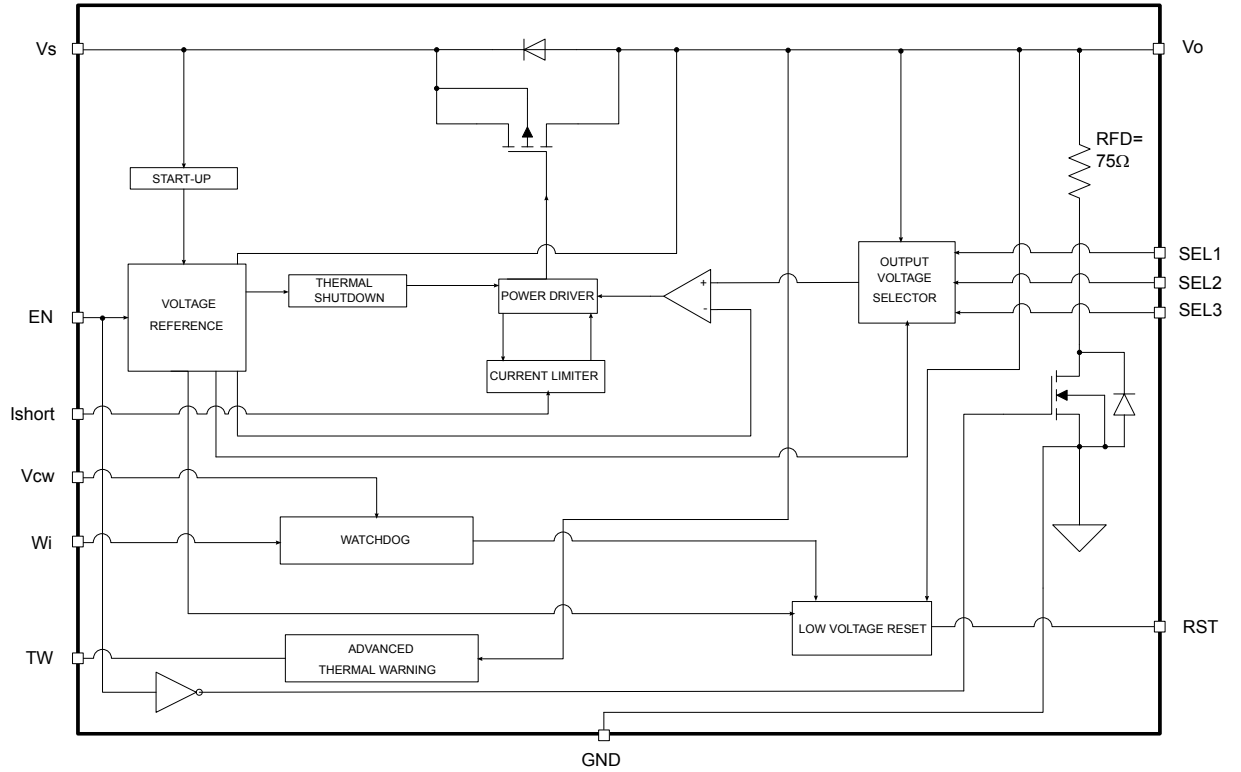 Vs
Vo
RFD=
75Ω
START-UP
SEL1
SEL2
SEL3
OUTPUT
VOLTAGE
SELECTOR
VOLTAGE
REFERENCE
THERMAL
SHUTDOWN
POWER DRIVER
+
-
EN
CURRENT LIMITER
Ishort
Vcw
Wi
WATCHDOG
LOW VOLTAGE RESET
RST
TW
ADVANCED
THERMAL WARNING
GND